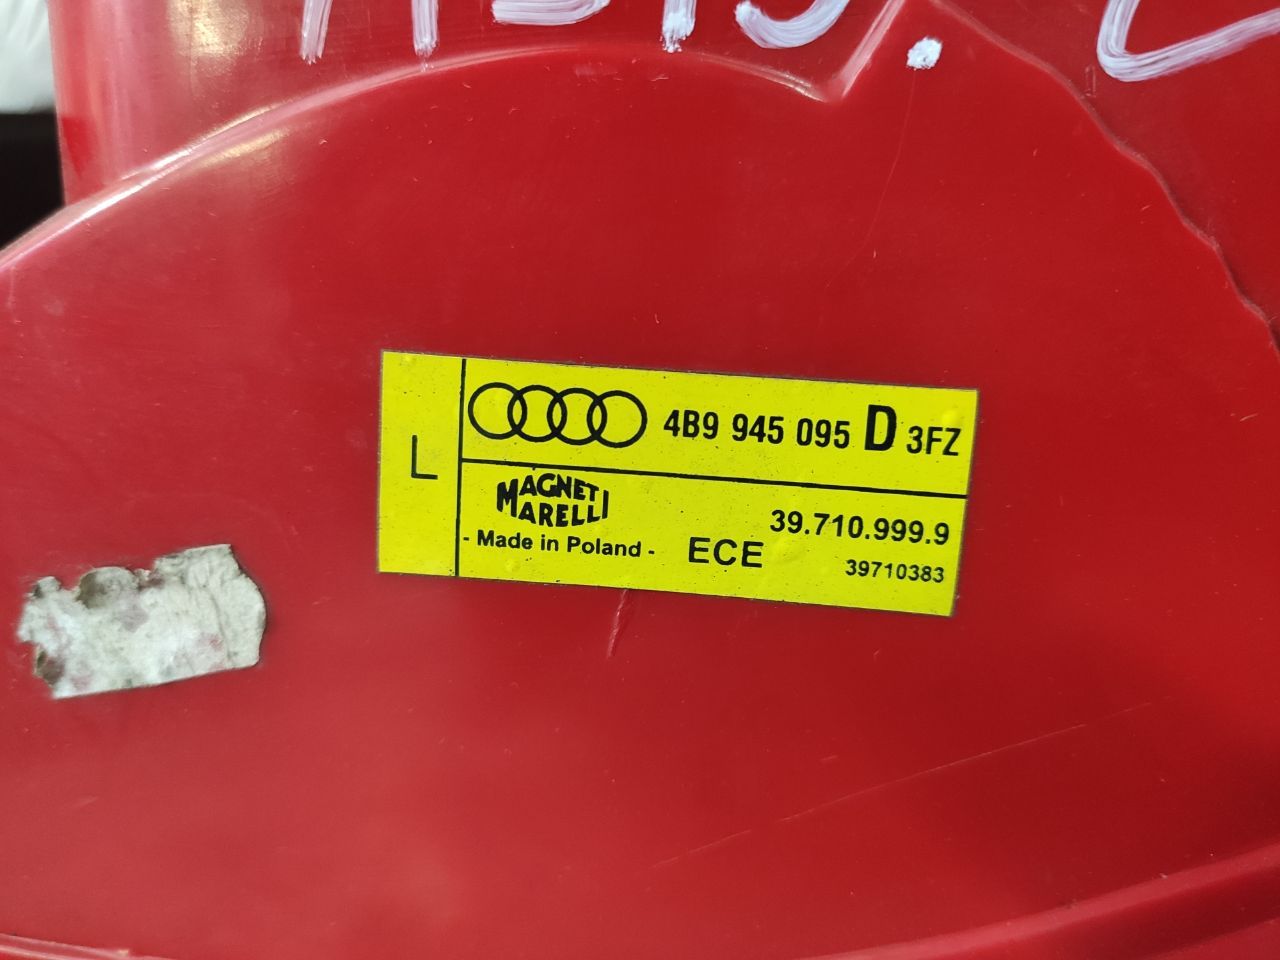 L
4B9 945 095 D 3FZ
MAGNETI
MARELLI
- Made in Poland -
ECE
39.710.999.9
39710383